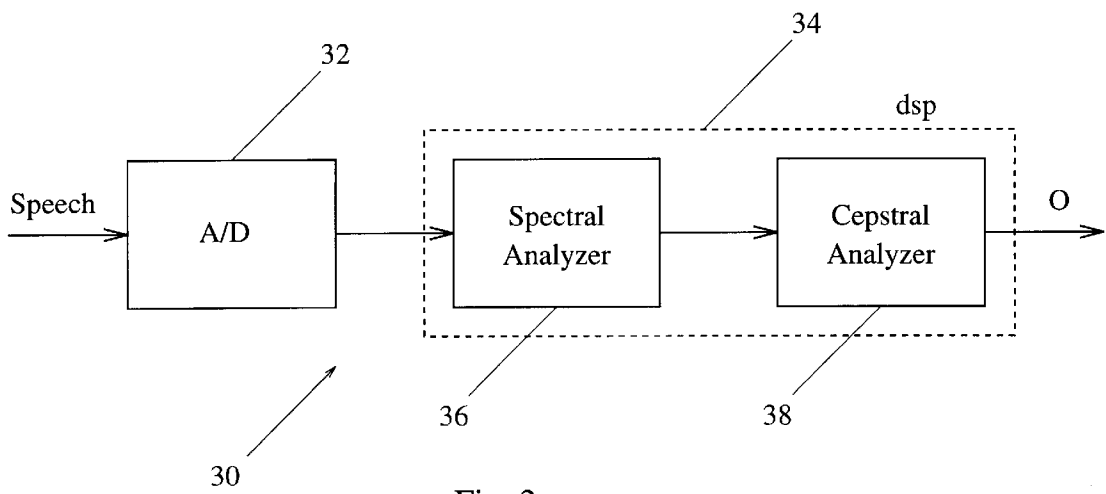 34
32
dsp
Speech
A/D
Spectral
Analyzer
Cepstral
Analyzer
O
36
38
30